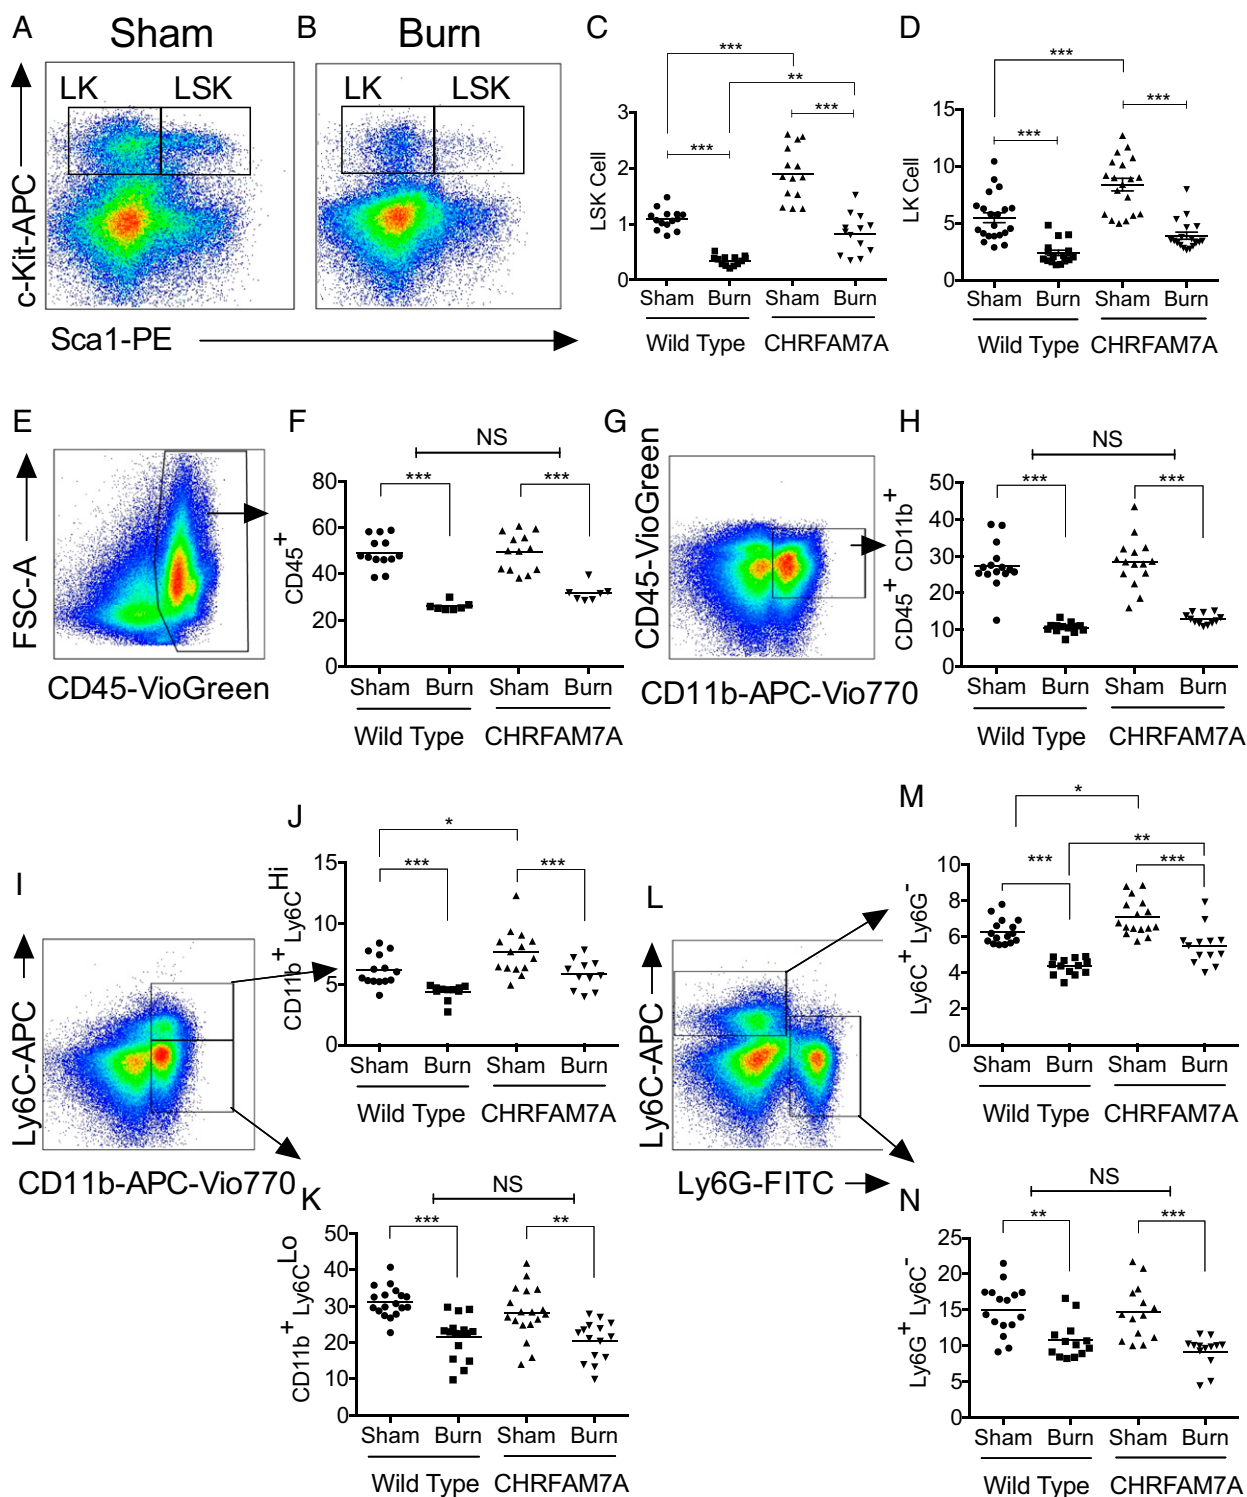 A Sham B Burn
LK LSK
LK LSK
c-Kit-APC
Sca1-PE
C
*** ** *** ***
LSK Cell
3
2
1
0
Sham Burn Sham Burn
Wild Type CHRFAM7A
D
*** *** ***
LK Cell
15
10
5
0
Sham Burn Sham Burn
Wild Type CHRFAM7A
E
FSC-A
CD45-VioGreen
F
NS
*** ***
CD45+
80
60
40
20
0
Sham Burn Sham Burn
Wild Type CHRFAM7A
G
CD45-VioGreen
CD11b-APC-Vio770
H
NS
*** ***
CD45+ CD11b+
50
40
30
20
10
0
Sham Burn Sham Burn
Wild Type CHRFAM7A
I
Ly6C-APC
CD11b-APC-Vio770
J
*
*** ***
CD11b+ Ly6CHi
15
10
5
0
Sham Burn Sham Burn
Wild Type CHRFAM7A
K
NS
*** **
CD11b+ Ly6CLo
50
40
30
20
10
0
Sham Burn Sham Burn
Wild Type CHRFAM7A
L
Ly6C-APC
Ly6G-FITC
M
*
**
*** ***
Ly6C+ Ly6G-
10
8
6
4
2
0
Sham Burn Sham Burn
Wild Type CHRFAM7A
N
NS
** ***
Ly6G+ Ly6C-
25
20
15
10
5
0
Sham Burn Sham Burn
Wild Type CHRFAM7A